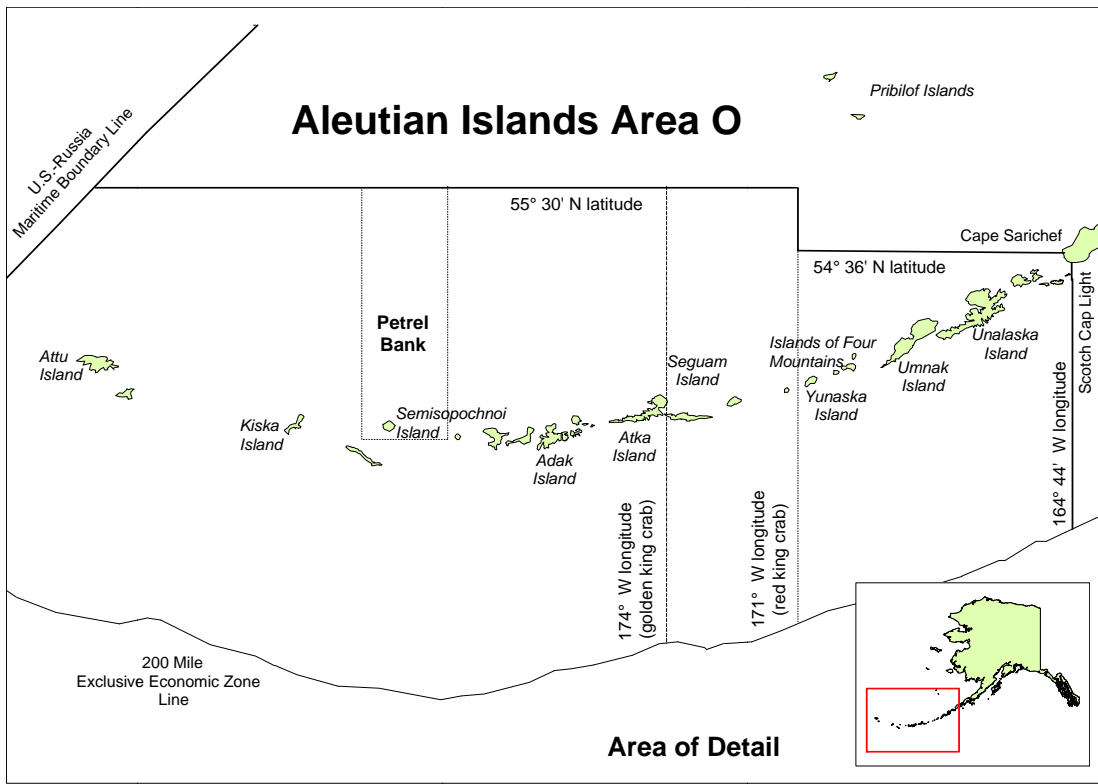 Pribilof Islands
Aleutian Islands Area O
U.S.-Russia
Maritime Boundary Line
55° 30' N latitude
Cape Sarichef
54° 36' N latitude
Scotch Cap Light
Petrel
Bank
Attu
Island
Kiska
Island
Semisopochnoi
Island
Adak
Island
Atka
Island
Seguam
Island
Islands of Four
Mountains
Yunaska
Island
Umnak
Island
Unalaska
Island
174° W longitude
(golden king crab)
171° W longitude
(red king crab)
164° 44' W longitude
200 Mile
Exclusive Economic Zone
Line
Area of Detail